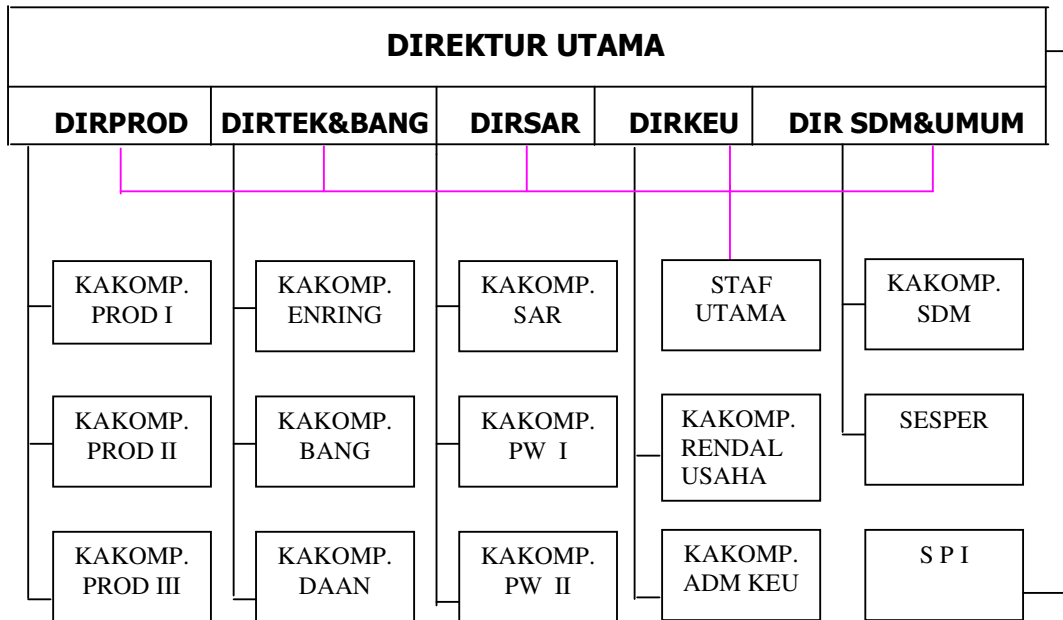 DIREKTUR UTAMA
DIRPROD DIRTEK&BANG DIRSAR DIRKEU DIR SDM&UMUM
KAKOMP.
PROD I
KAKOMP.
ENRING
KAKOMP.
SAR
STAF
UTAMA
KAKOMP.
SDM
KAKOMP.
PROD II
KAKOMP.
BANG
KAKOMP.
PW I
KAKOMP.
RENDAL
USAHA
SESPER
KAKOMP.
PROD III
KAKOMP.
DAAN
KAKOMP.
PW II
KAKOMP.
ADM KEU
S P I